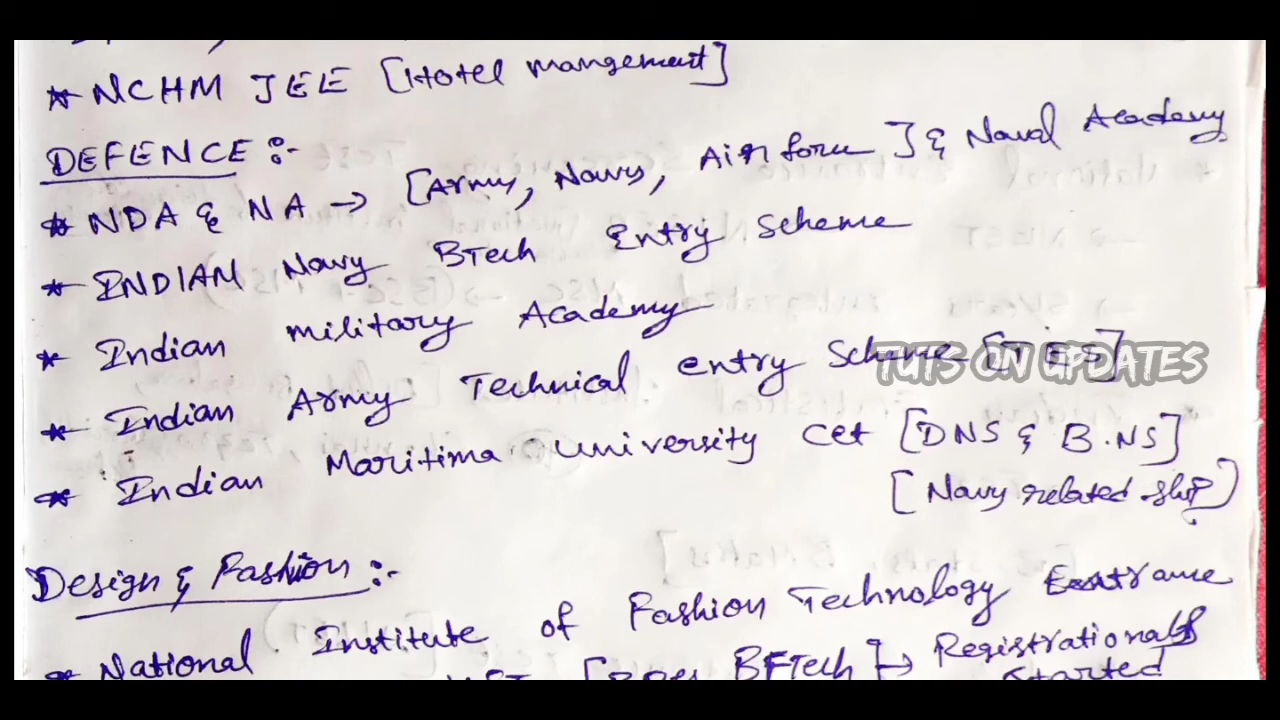 * NCHM JEE [Hotel mangement]
DEFENCE :-
* NDA & NA → [Army, Navy, Air force] & Naval Academy
* INDIAN Navy BTech Entry Scheme
* Indian military Academy
* Indian Army Technical entry Scheme [TES]
TUTS ON UPDATES
* Indian Maritima University Cet [DNS & B.NS]
[Navy related ship]
Design & Fashion :-
* National Institute of Fashion Technology Entrance
BFTech] → Registrations
Started